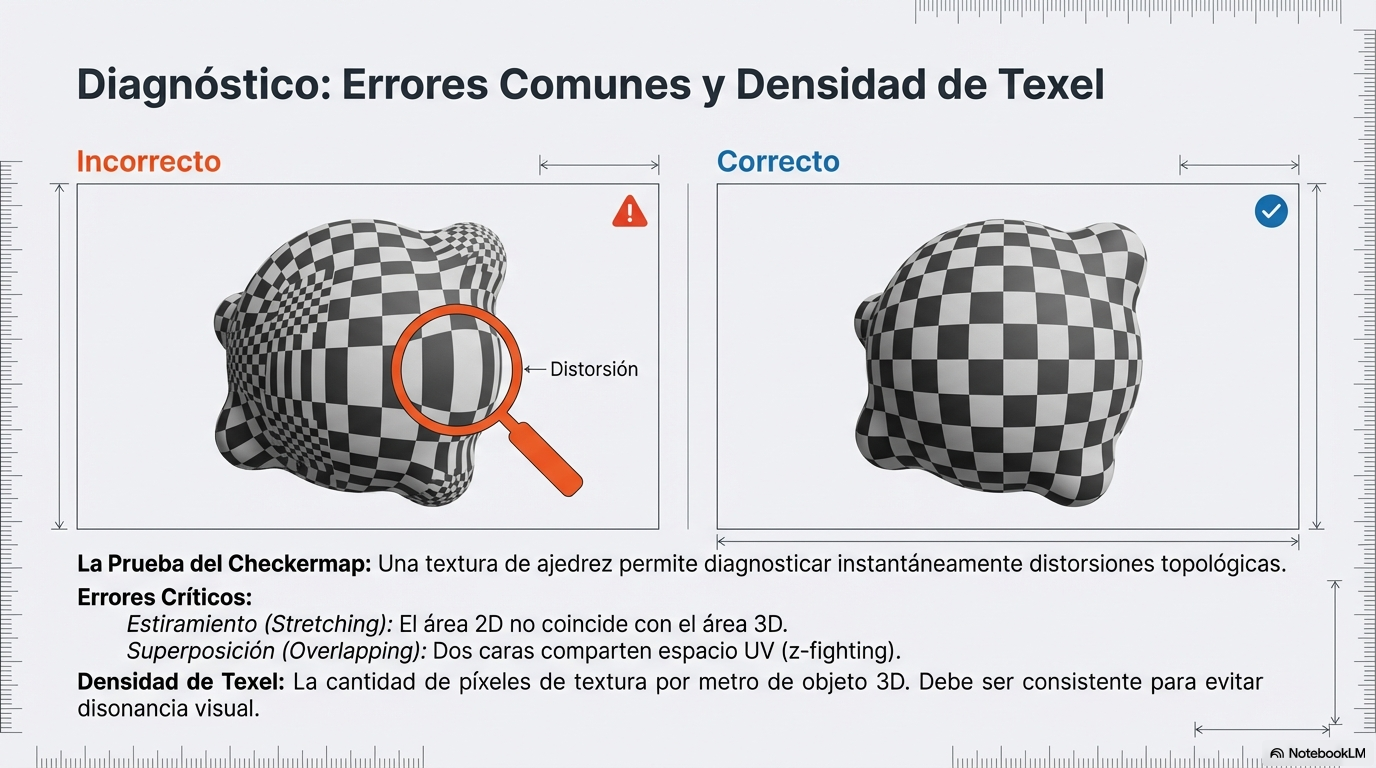 Diagnóstico: Errores Comunes y Densidad de Texel
Incorrecto
Distorsión
Correcto
La Prueba del Checkermap: Una textura de ajedrez permite diagnosticar instantáneamente distorsiones topológicas.
Errores Críticos:
Estiramiento (Stretching): El área 2D no coincide con el área 3D.
Superposición (Overlapping): Dos caras comparten espacio UV (z-fighting).
Densidad de Texel: La cantidad de píxeles de textura por metro de objeto 3D. Debe ser consistente para evitar
disonancia visual.
NotebookLM